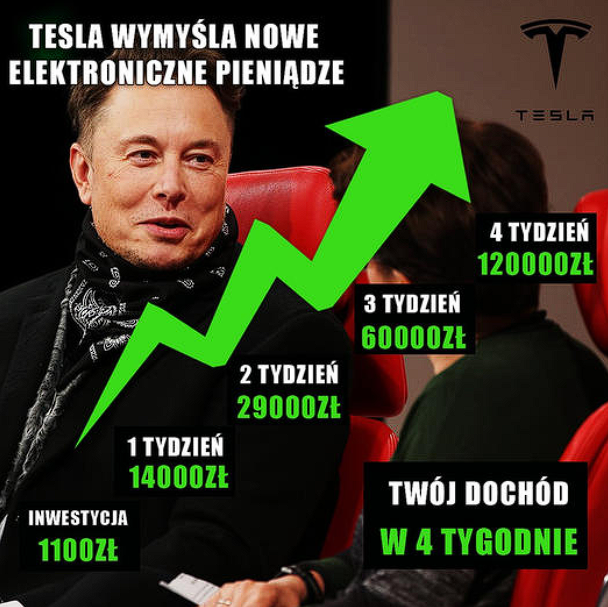 TESLA WYMYŚLA NOWE
ELEKTRONICZNE PIENIĄDZE
TESLA
4 TYDZIEŃ
120000ZŁ
3 TYDZIEŃ
60000ZŁ
2 TYDZIEŃ
29000ZŁ
1 TYDZIEŃ
14000ZŁ
INWESTYCJA
1100ZŁ
TWÓJ DOCHÓD
W 4 TYGODNIE